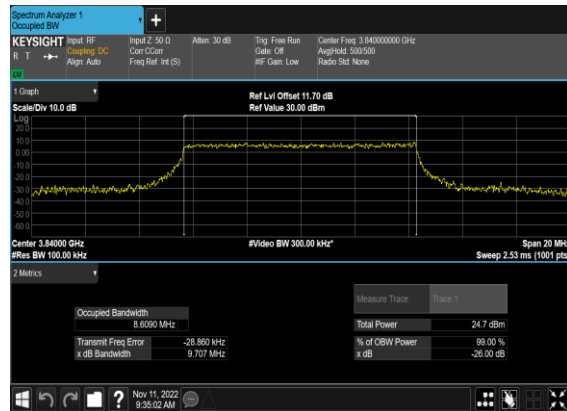 Spectrum Analyzer 1
Occupied BW
+
KEYSIGHT
R T
LW
Input: RF
Coupling: DC
Align: Auto
Input Z: 50 Ω
Corr CCorr
Freq Ref: Int (S)
Atten: 30 dB
Trig: Free Run
Gate: Off
#IF Gain: Low
Center Freq: 3.840000000 GHz
Avg|Hold: 500/500
Radio Std: None
1 Graph
Scale/Div 10.0 dB
Ref Lvl Offset 11.70 dB
Ref Value 30.00 dBm
Log
20.0
10.0
0.00
-10.0
-20.0
-30.0
-40.0
-50.0
-60.0
Center 3.84000 GHz
#Res BW 100.00 kHz
#Video BW 300.00 kHz*
Span 20 MHz
Sweep 2.53 ms (1001 pts
2 Metrics
Measure Trace
Trace 1
Occupied Bandwidth
8.6090 MHz
Total Power 24.7 dBm
Transmit Freq Error -28.860 kHz
% of OBW Power 99.00 %
x dB Bandwidth 9.707 MHz
x dB -26.00 dB
?
Nov 11, 2022
9:35:02 AM